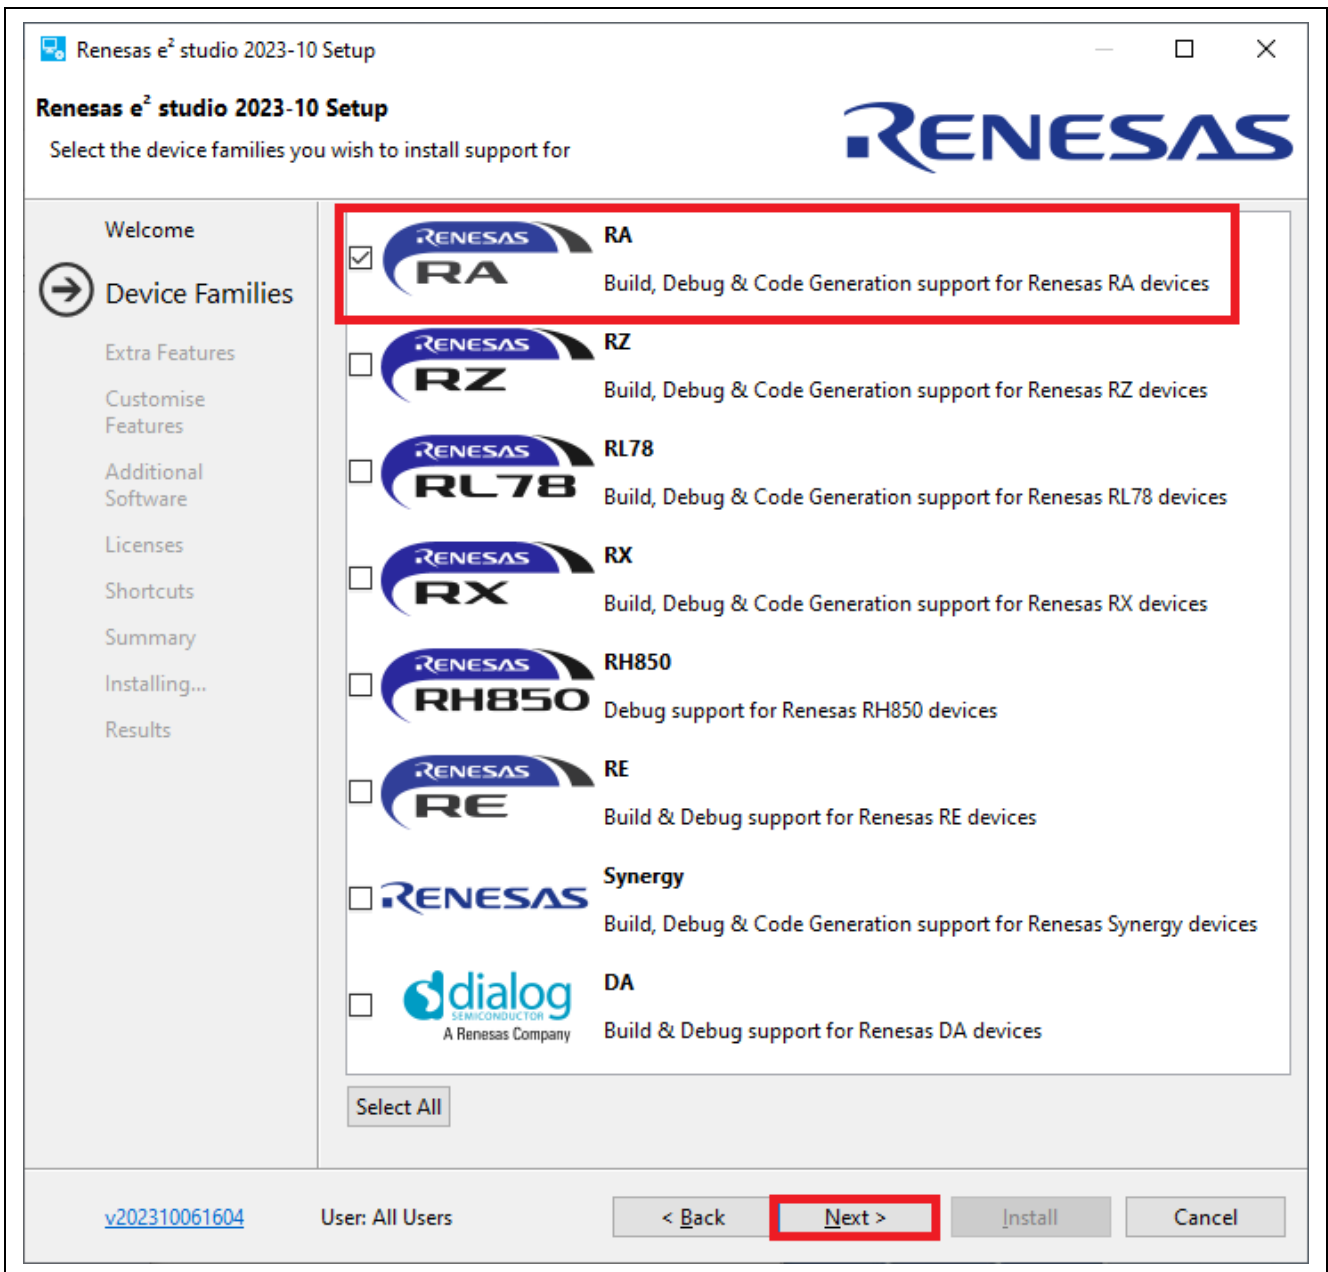 Renesas e² studio 2023-10 Setup
Renesas e² studio 2023-10 Setup
Select the device families you wish to install support for
RENESAS
Welcome
Device Families
Extra Features
Customise
Features
Additional
Software
Licenses
Shortcuts
Summary
Installing...
Results
RENESAS
RA
RA
Build, Debug & Code Generation support for Renesas RA devices
RENESAS
RZ
RZ
Build, Debug & Code Generation support for Renesas RZ devices
RENESAS
RL78
RL78
Build, Debug & Code Generation support for Renesas RL78 devices
RENESAS
RX
RX
Build, Debug & Code Generation support for Renesas RX devices
RENESAS
RH850
RH850
Debug support for Renesas RH850 devices
RENESAS
RE
RE
Build & Debug support for Renesas RE devices
RENESAS
Synergy
Build, Debug & Code Generation support for Renesas Synergy devices
dialog
SEMICONDUCTOR
A Renesas Company
DA
Build & Debug support for Renesas DA devices
Select All
v202310061604
User: All Users
< Back
Next >
Install
Cancel